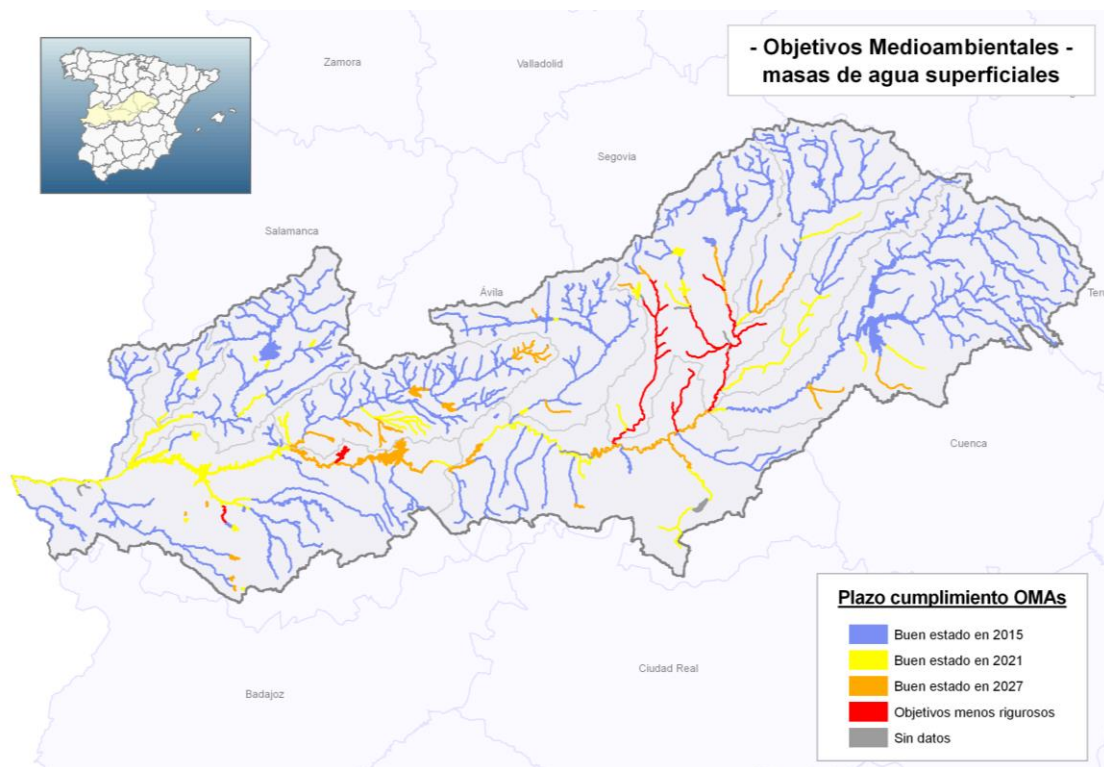 - Objetivos Medioambientales -
masas de agua superficiales
Zamora
Valladolid
Segovia
Salamanca
Ávila
Ter
Cuenca
Ciudad Real
Badajoz
Plazo cumplimiento OMAs
Buen estado en 2015
Buen estado en 2021
Buen estado en 2027
Objetivos menos rigurosos
Sin datos